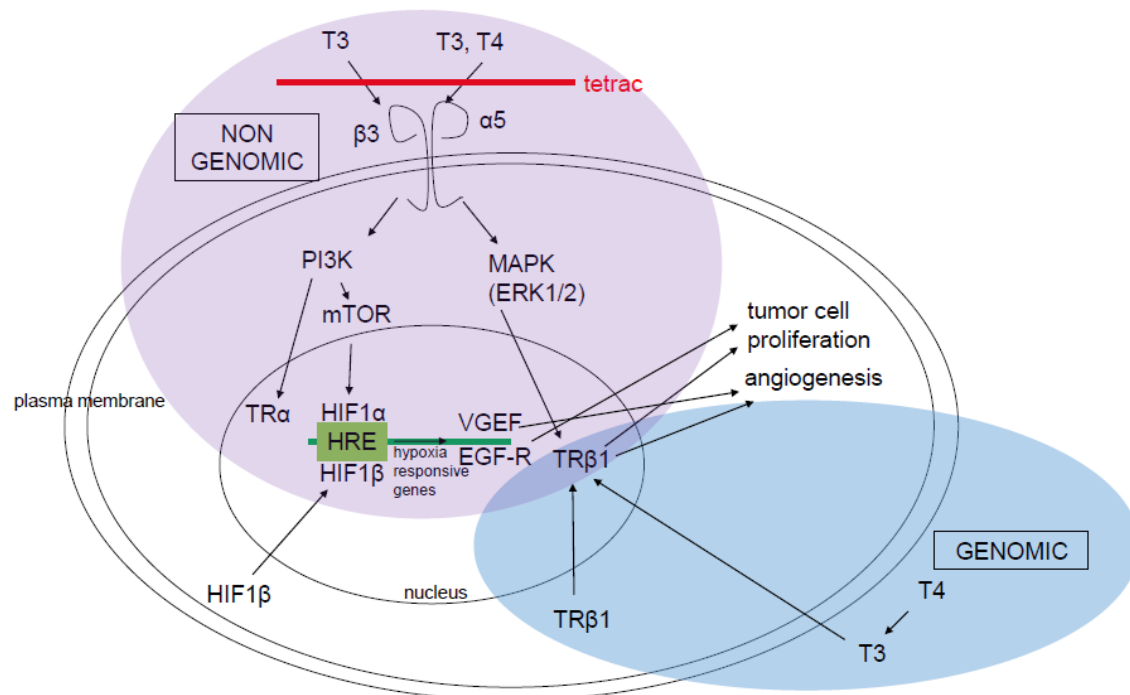 T3
T3, T4
tetrac
β3
α5
NON
GENOMIC
PI3K
MAPK
(ERK1/2)
mTOR
tumor cell
proliferation
angiogenesis
plasma membrane
TRα
HIF1α
VGEF
HRE
hypoxia
responsive
genes
EGF-R
TRβ1
HIF1β
GENOMIC
HIF1β
nucleus
TRβ1
T4
T3